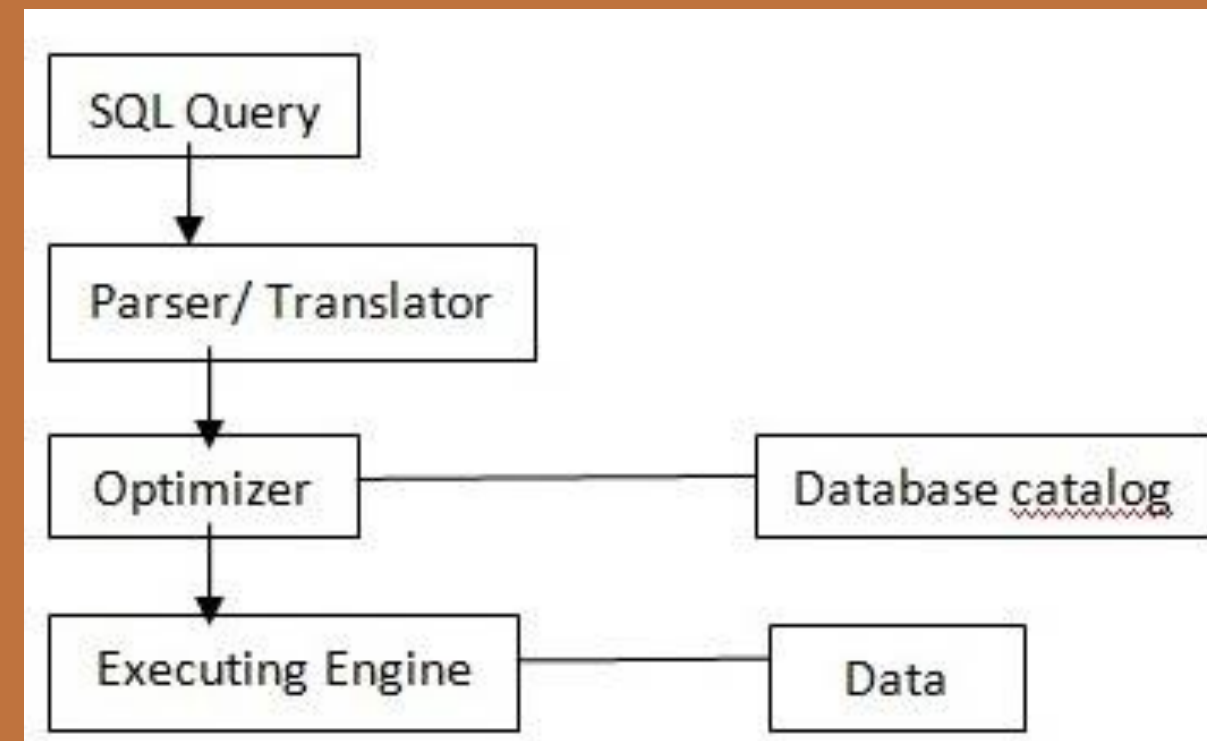 SQL Query
Parser/ Translator
Optimizer
Database catalog
Executing Engine
Data